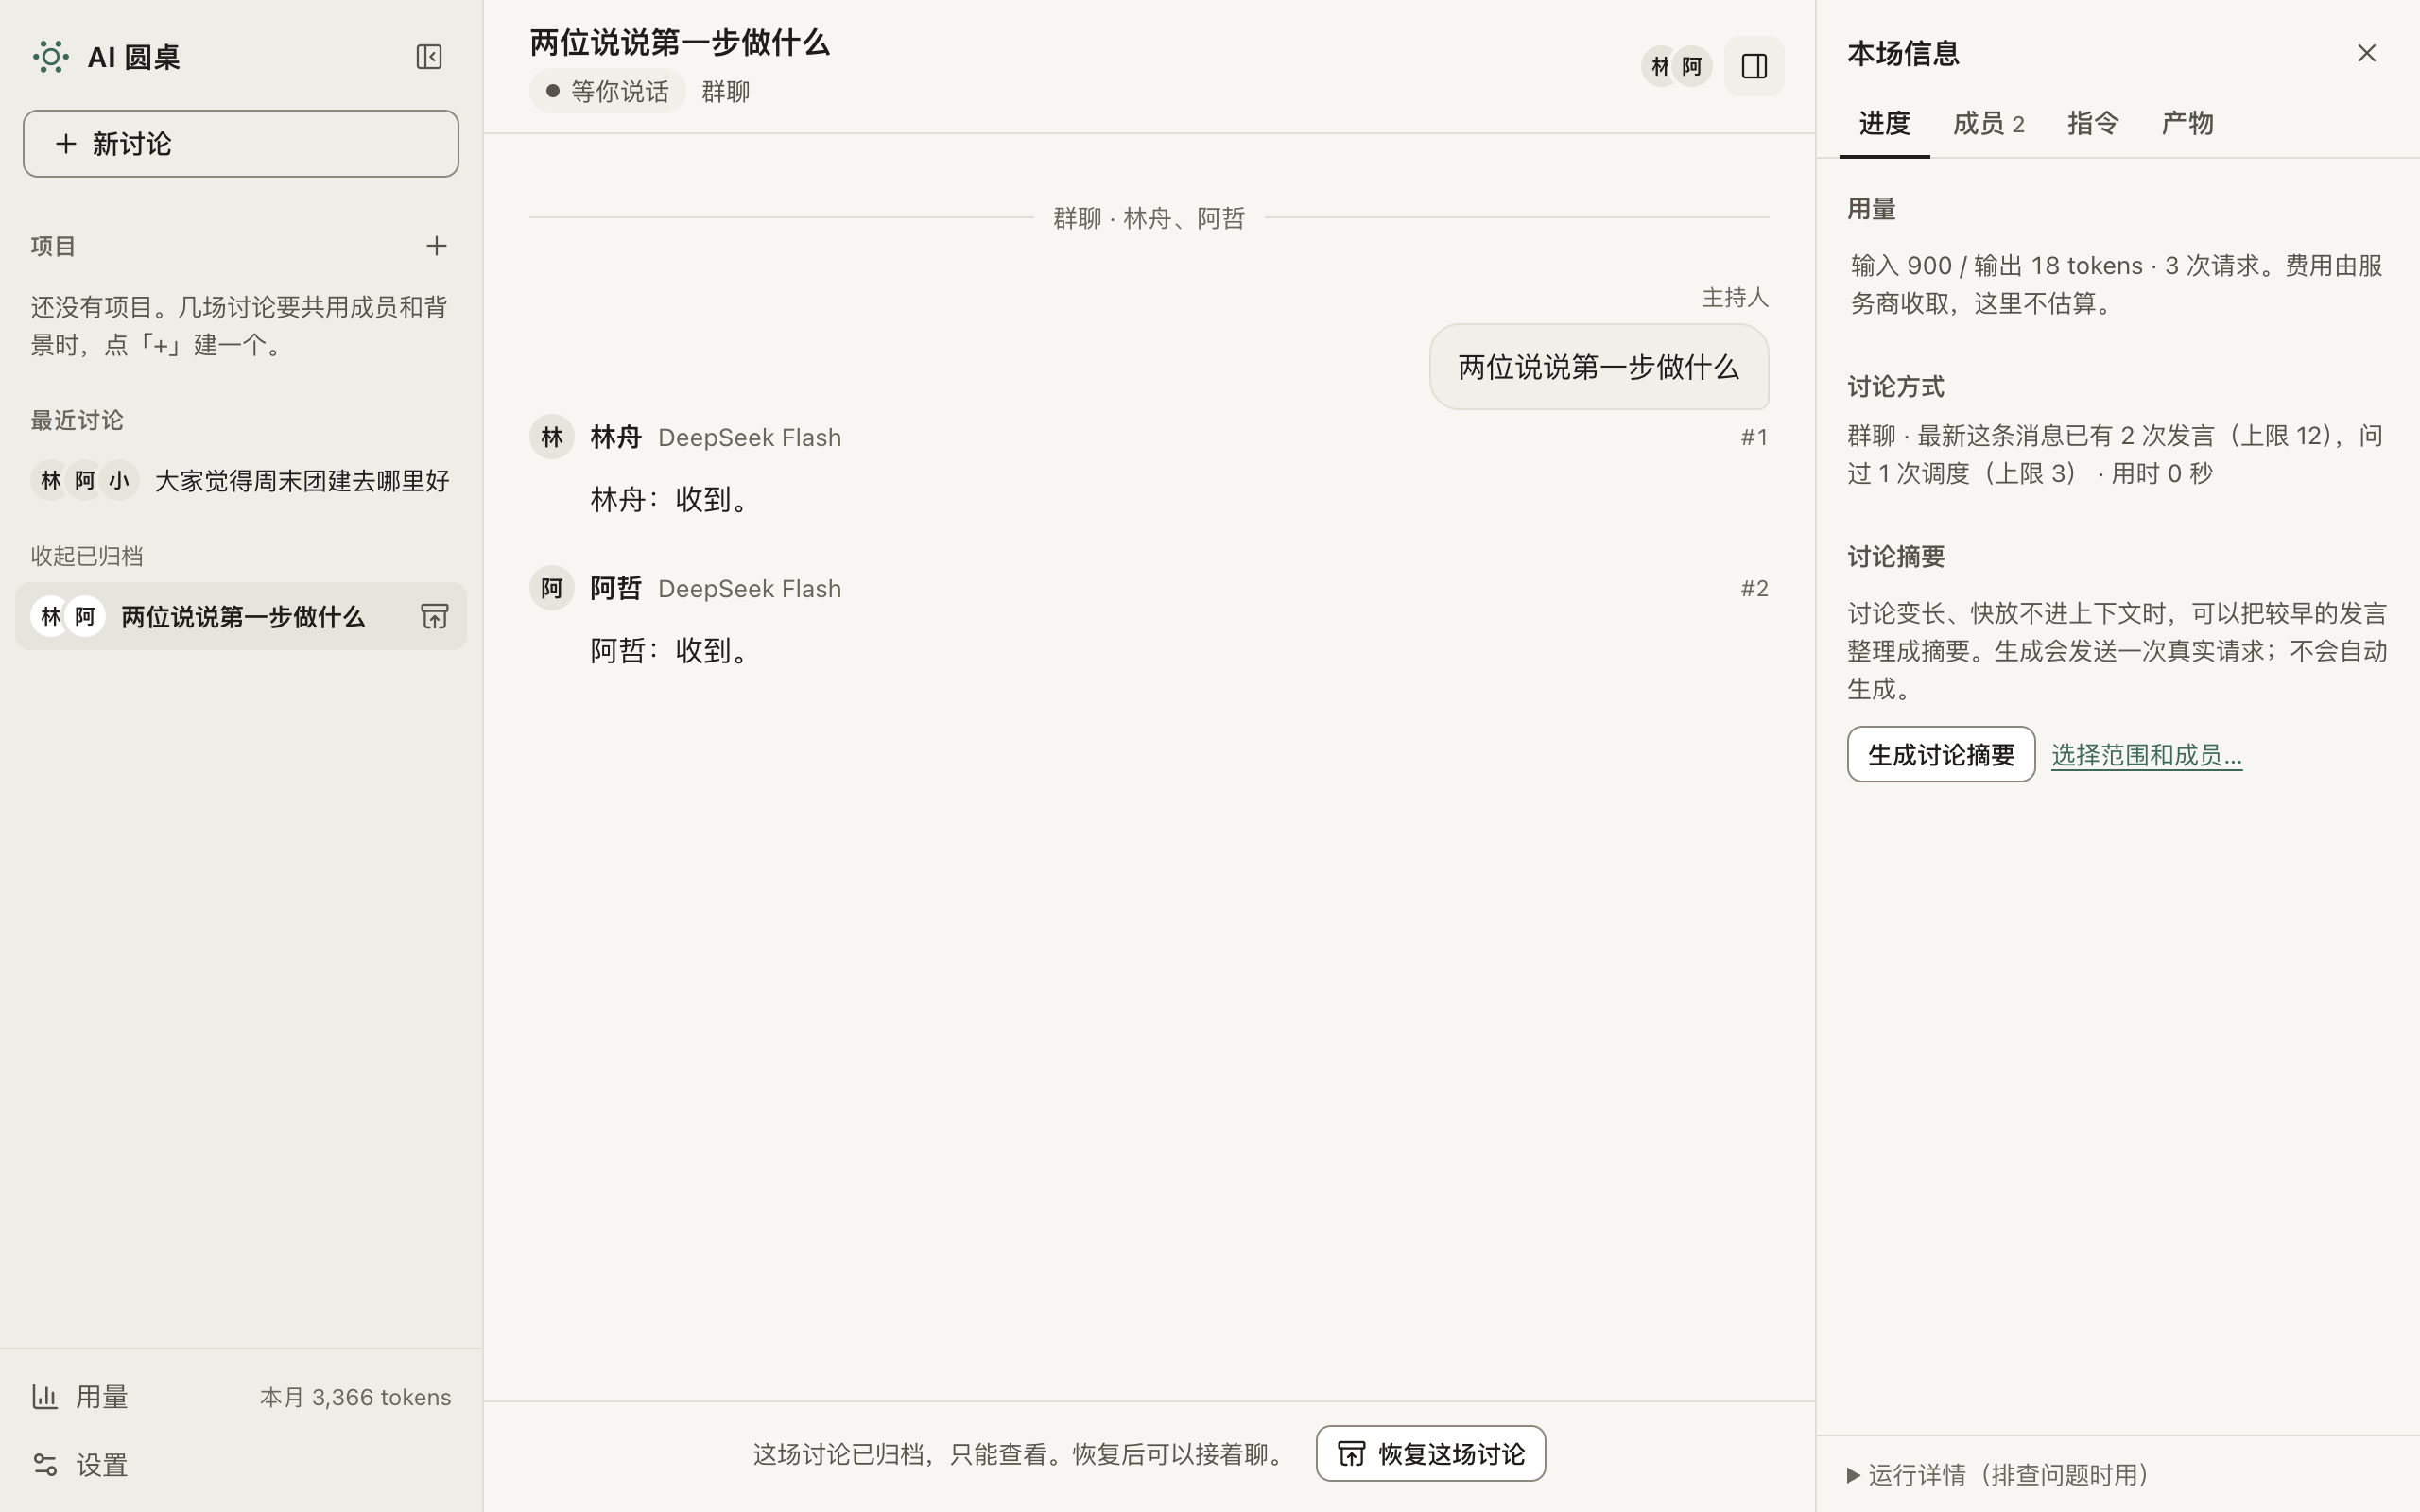 AI 圆桌
新讨论
项目
还没有项目。几场讨论要共用成员和背
景时，点「+」建一个。
最近讨论
林 阿 小 大家觉得周末团建去哪里好
收起已归档
林 阿 两位说说第一步做什么
用量 本月 3,366 tokens
设置
两位说说第一步做什么
等你说话 群聊
林 阿
群聊 · 林舟、阿哲
主持人
两位说说第一步做什么
林 林舟 DeepSeek Flash #1
林舟：收到。
阿 阿哲 DeepSeek Flash #2
阿哲：收到。
这场讨论已归档，只能查看。恢复后可以接着聊。 恢复这场讨论
本场信息
进度 成员 2 指令 产物
用量
输入 900 / 输出 18 tokens · 3 次请求。费用由服
务商收取，这里不估算。
讨论方式
群聊 · 最新这条消息已有 2 次发言（上限 12），问
过 1 次调度（上限 3） · 用时 0 秒
讨论摘要
讨论变长、快放不进上下文时，可以把较早的发言
整理成摘要。生成会发送一次真实请求；不会自动
生成。
生成讨论摘要 选择范围和成员...
运行详情（排查问题时用）